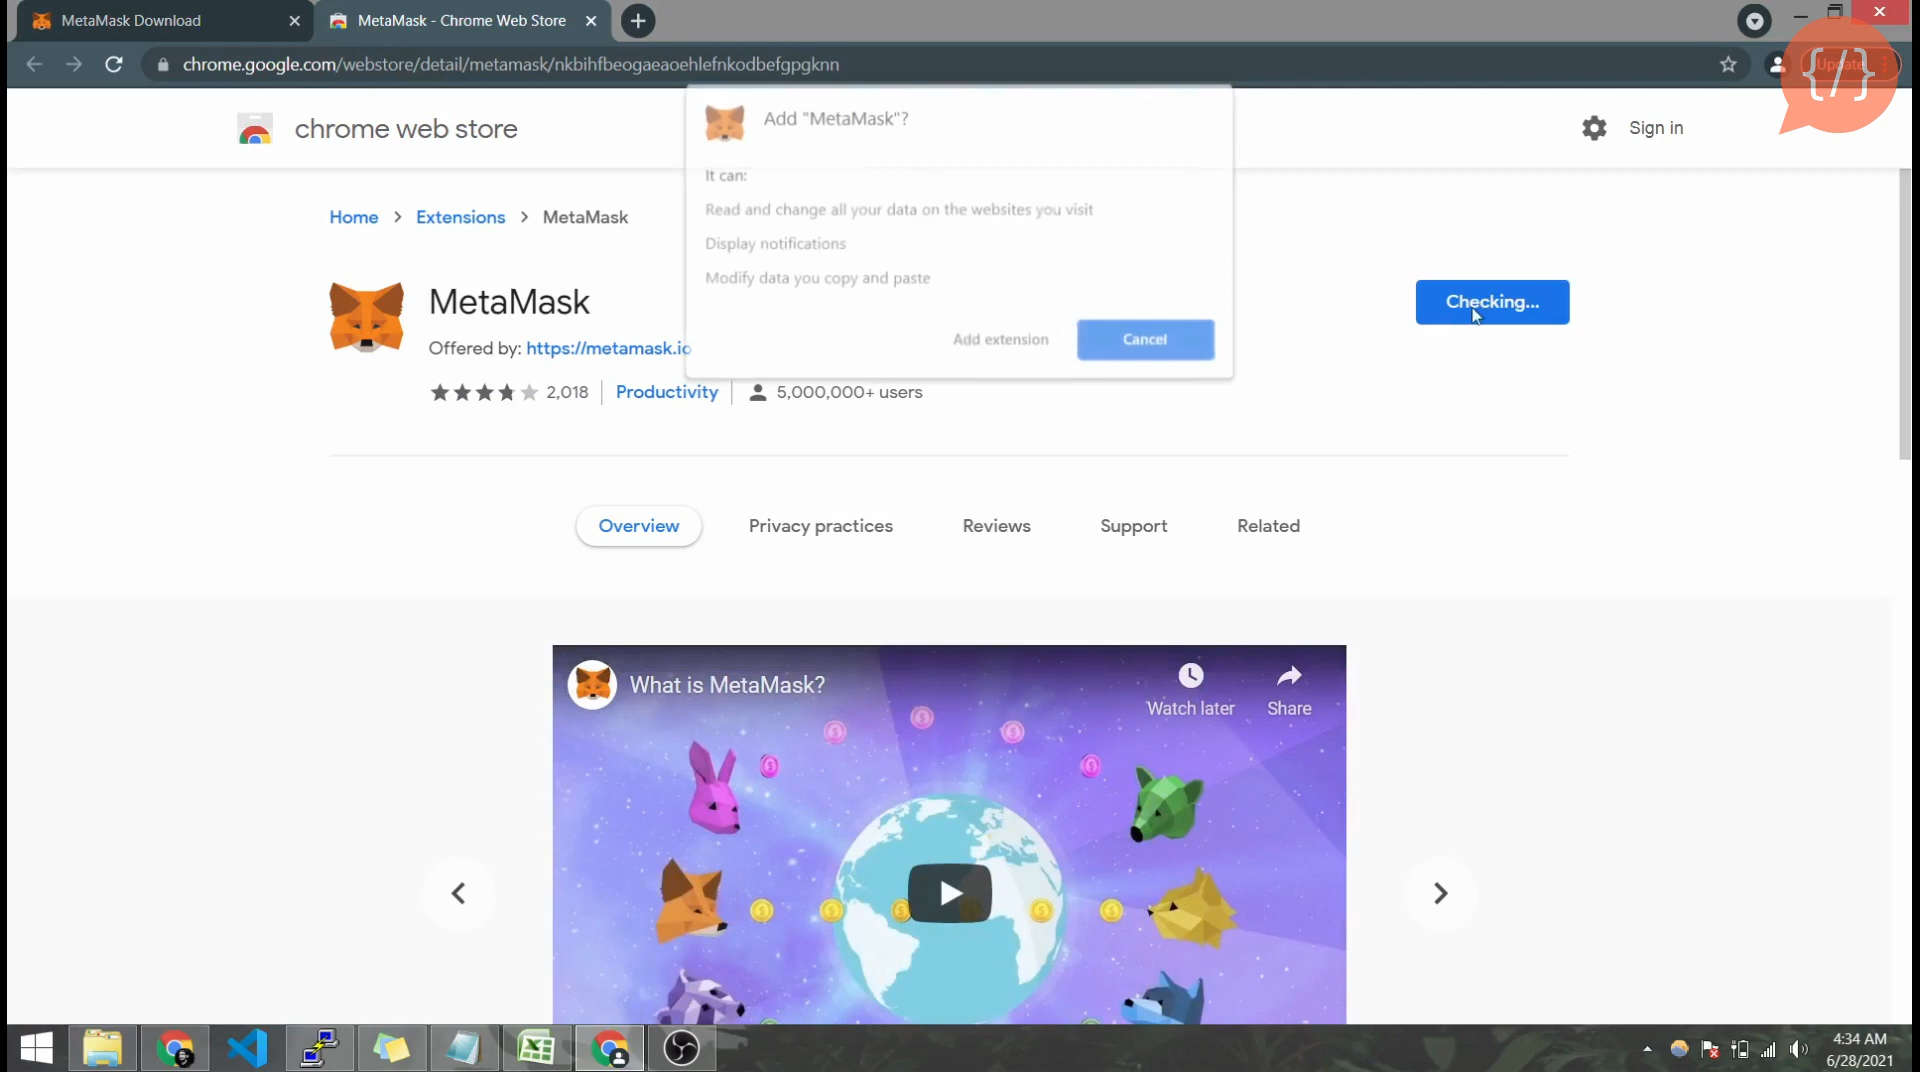 MetaMask Download
MetaMask - Chrome Web Store
chrome.google.com/webstore/detail/metamask/nkbihfbeogaeaoehlefnkodbefgpgknn
Update
{/}
chrome web store
Sign in
Add "MetaMask"?
It can:
Read and change all your data on the websites you visit
Display notifications
Modify data you copy and paste
Add extension
Cancel
Home > Extensions > MetaMask
MetaMask
Offered by: https://metamask.io
2,018
Productivity
5,000,000+ users
Checking...
Overview
Privacy practices
Reviews
Support
Related
What is MetaMask?
Watch later
Share
4:34 AM
6/28/2021